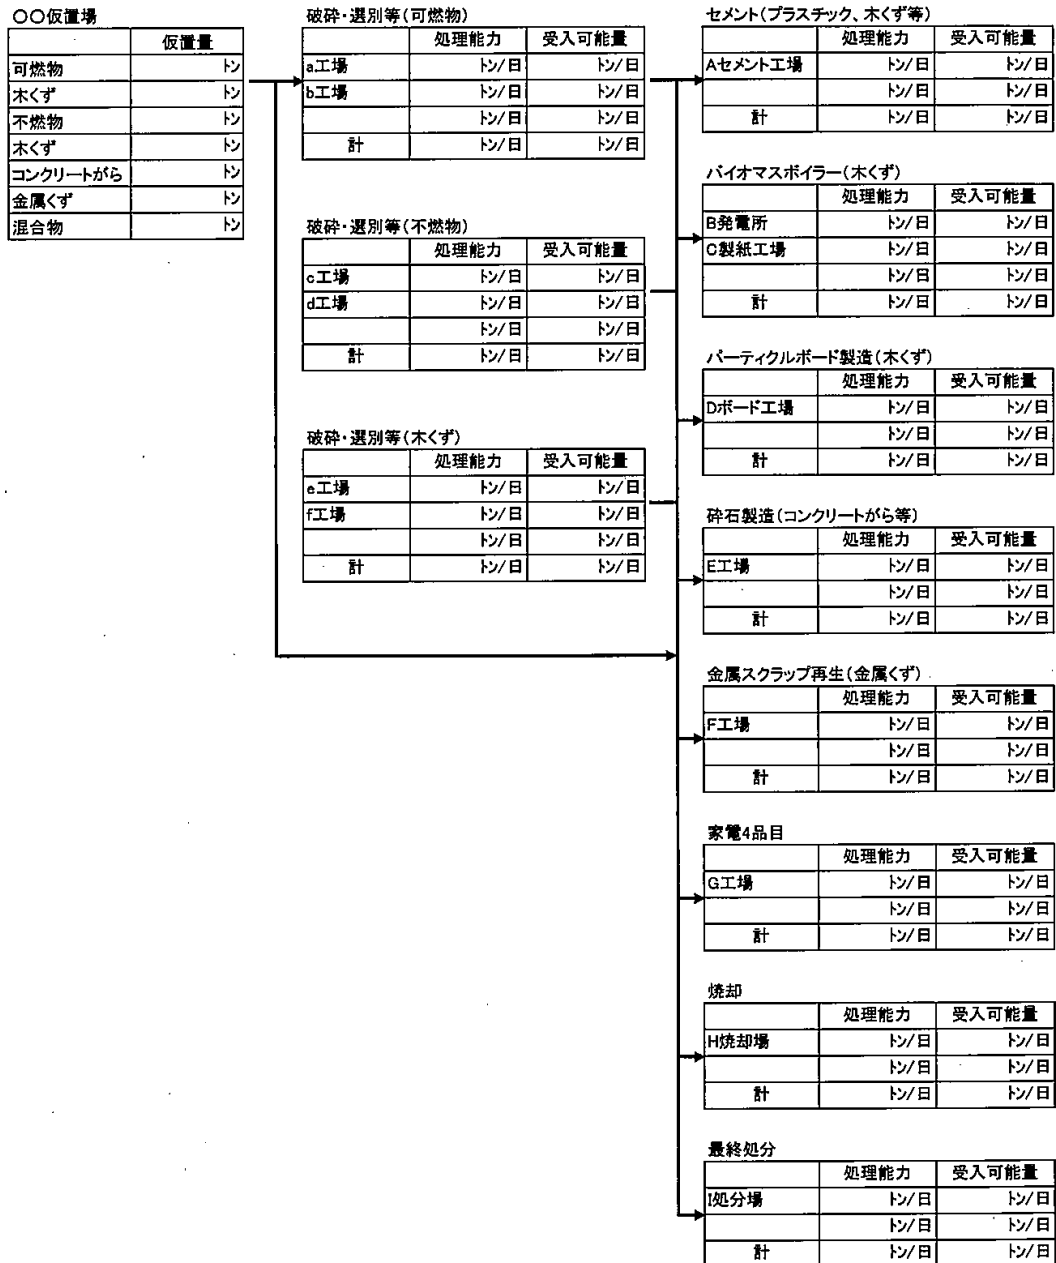 〇〇仮置場
仮置量
可燃物 トン
木くず トン
不燃物 トン
木くず トン
コンクリートがら トン
金属くず トン
混合物 トン
破砕・選別等(可燃物)
処理能力 受入可能量
a工場 トン/日 トン/日
b工場 トン/日 トン/日
トン/日 トン/日
計 トン/日 トン/日
破砕・選別等(不燃物)
処理能力 受入可能量
c工場 トン/日 トン/日
d工場 トン/日 トン/日
トン/日 トン/日
計 トン/日 トン/日
破砕・選別等(木くず)
処理能力 受入可能量
e工場 トン/日 トン/日
f工場 トン/日 トン/日
トン/日 トン/日
計 トン/日 トン/日
セメント(プラスチック、木くず等)
処理能力 受入可能量
Aセメント工場 トン/日 トン/日
トン/日 トン/日
計 トン/日 トン/日
バイオマスボイラー(木くず)
処理能力 受入可能量
B発電所 トン/日 トン/日
C製紙工場 トン/日 トン/日
トン/日 トン/日
計 トン/日 トン/日
パーティクルボード製造(木くず)
処理能力 受入可能量
Dボード工場 トン/日 トン/日
トン/日 トン/日
計 トン/日 トン/日
砕石製造(コンクリートがら等)
処理能力 受入可能量
E工場 トン/日 トン/日
トン/日 トン/日
計 トン/日 トン/日
金属スクラップ再生(金属くず)
処理能力 受入可能量
F工場 トン/日 トン/日
トン/日 トン/日
計 トン/日 トン/日
家電4品目
処理能力 受入可能量
G工場 トン/日 トン/日
トン/日 トン/日
計 トン/日 トン/日
焼却
処理能力 受入可能量
H焼却場 トン/日 トン/日
トン/日 トン/日
計 トン/日 トン/日
最終処分
処理能力 受入可能量
I処分場 トン/日 トン/日
トン/日 トン/日
計 トン/日 トン/日